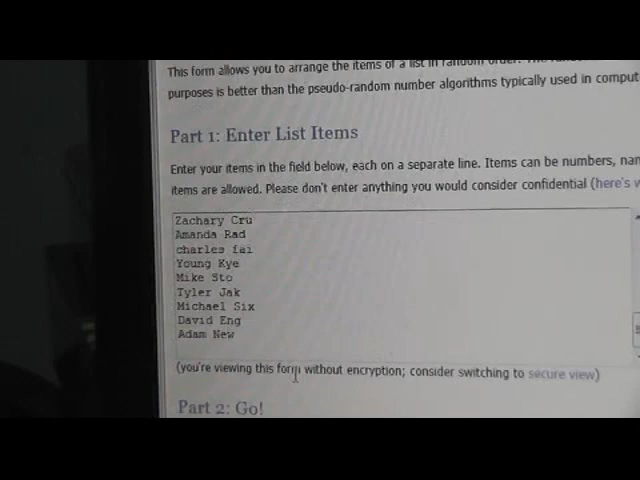 This form allows you to arrange the items of a list in random order. The
purposes is better than the pseudo-random number algorithms typically used in
Part 1: Enter List Items
Enter your items in the field below, each on a separate line. Items can be numbers,
items are allowed. Please don't enter anything you would consider confidential (here's
Zachary Cru
Amanda Rad
charles fai
Young Kye
Mike Sto
Tyler Jak
Michael Six
David Eng
Adam New
(you're viewing this form without encryption; consider switching to secure view)
Part 2: Go!